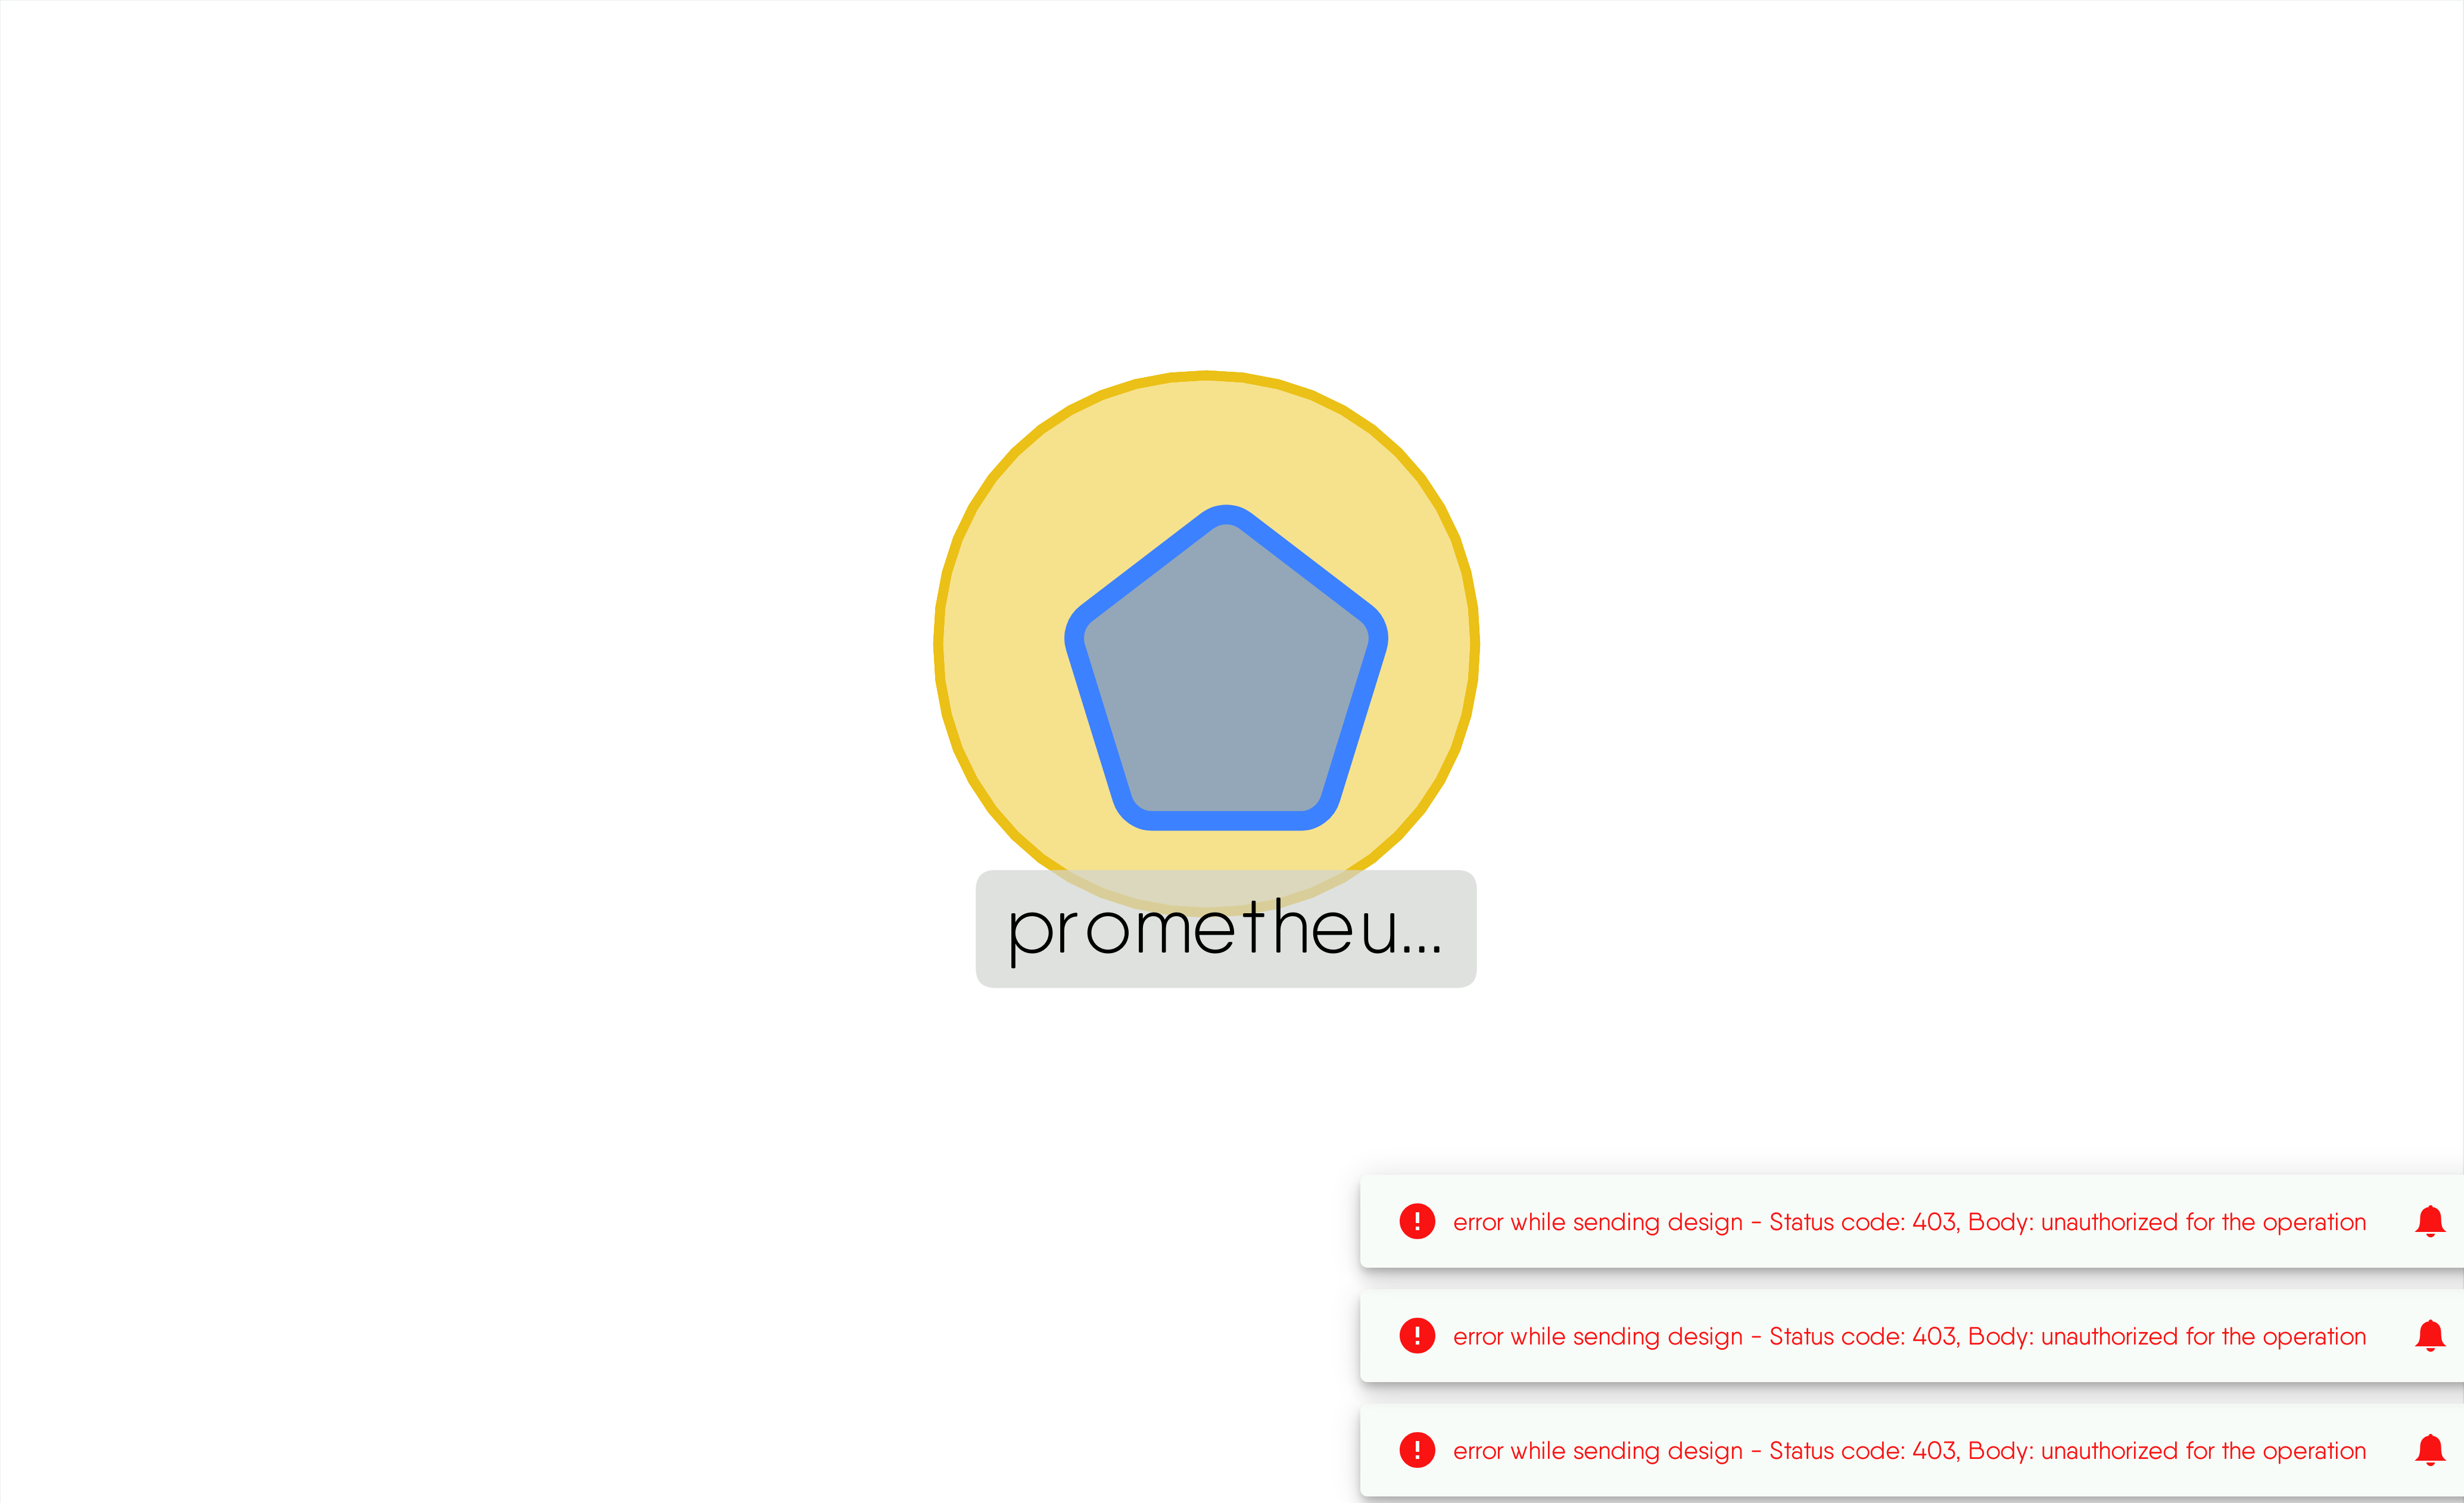 prometheu...
error while sending design - Status code: 403, Body: unauthorized for the operation
error while sending design - Status code: 403, Body: unauthorized for the operation
error while sending design - Status code: 403, Body: unauthorized for the operation